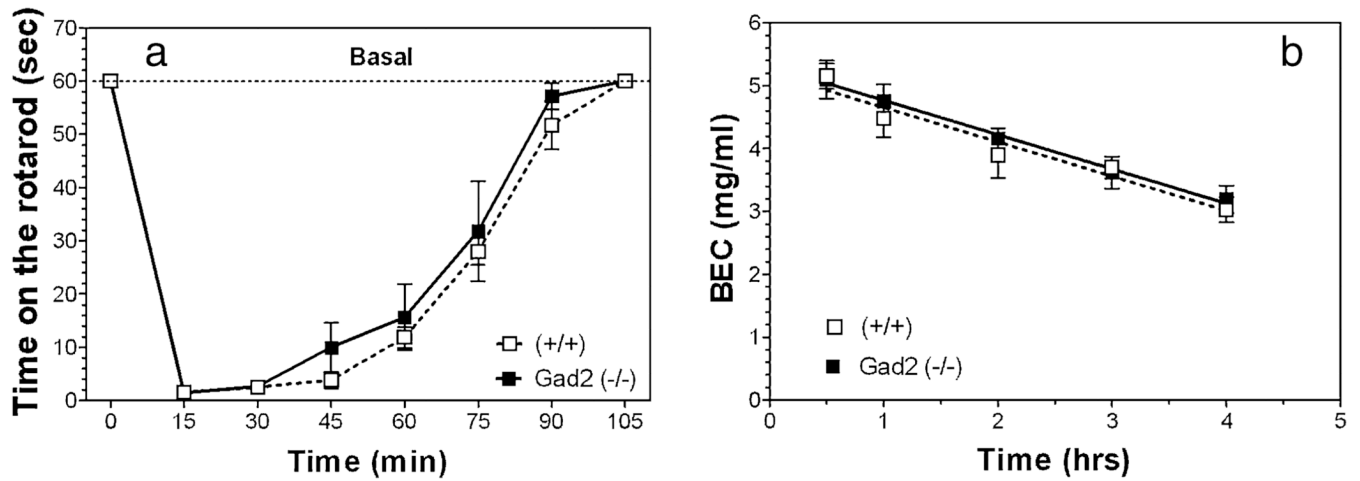 a
Basal
Time on the rotarod (sec)
70
60
50
40
30
20
10
0
(+/+)
Gad2 (-/-)
0 15 30 45 60 75 90 105
Time (min)
b
BEC (mg/ml)
6
5
4
3
2
1
0
(+/+)
Gad2 (-/-)
0 1 2 3 4 5
Time (hrs)